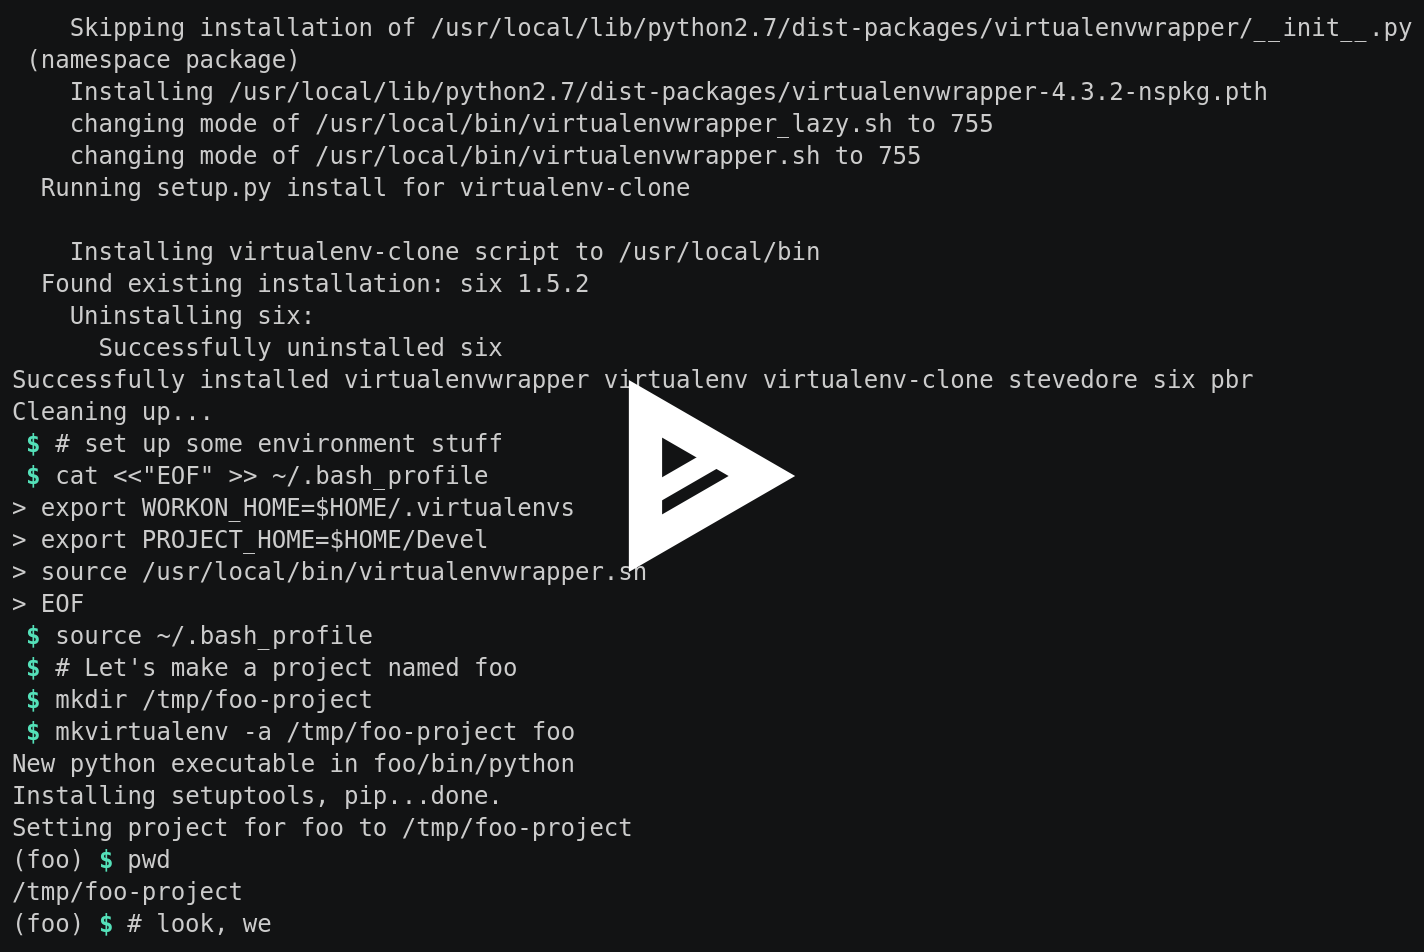 Skipping installation of /usr/local/lib/python2.7/dist-packages/virtualenvwrapper/__init__.py
(namespace package)
Installing /usr/local/lib/python2.7/dist-packages/virtualenvwrapper-4.3.2-nspkg.pth
changing mode of /usr/local/bin/virtualenvwrapper_lazy.sh to 755
changing mode of /usr/local/bin/virtualenvwrapper.sh to 755
Running setup.py install for virtualenv-clone
Installing virtualenv-clone script to /usr/local/bin
Found existing installation: six 1.5.2
Uninstalling six:
Successfully uninstalled six
Successfully installed virtualenvwrapper virtualenv virtualenv-clone stevedore six pbr
Cleaning up...
$ # set up some environment stuff
$ cat <<"EOF" >> ~/.bash_profile
> export WORKON_HOME=$HOME/.virtualenvs
> export PROJECT_HOME=$HOME/Devel
> source /usr/local/bin/virtualenvwrapper.sh
> EOF
$ source ~/.bash_profile
$ # Let's make a project named foo
$ mkdir /tmp/foo-project
$ mkvirtualenv -a /tmp/foo-project foo
New python executable in foo/bin/python
Installing setuptools, pip...done.
Setting project for foo to /tmp/foo-project
(foo) $ pwd
/tmp/foo-project
(foo) $ # look, we